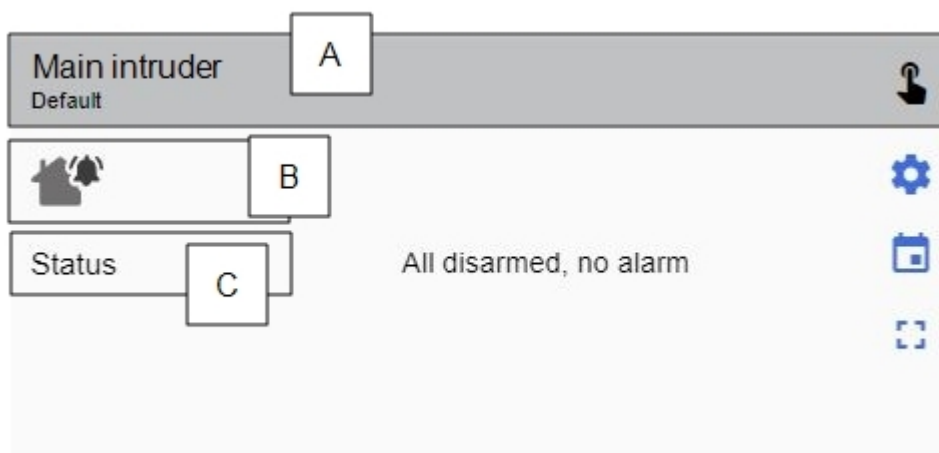 A
Main intruder
Default
B
Status
All disarmed, no alarm
C